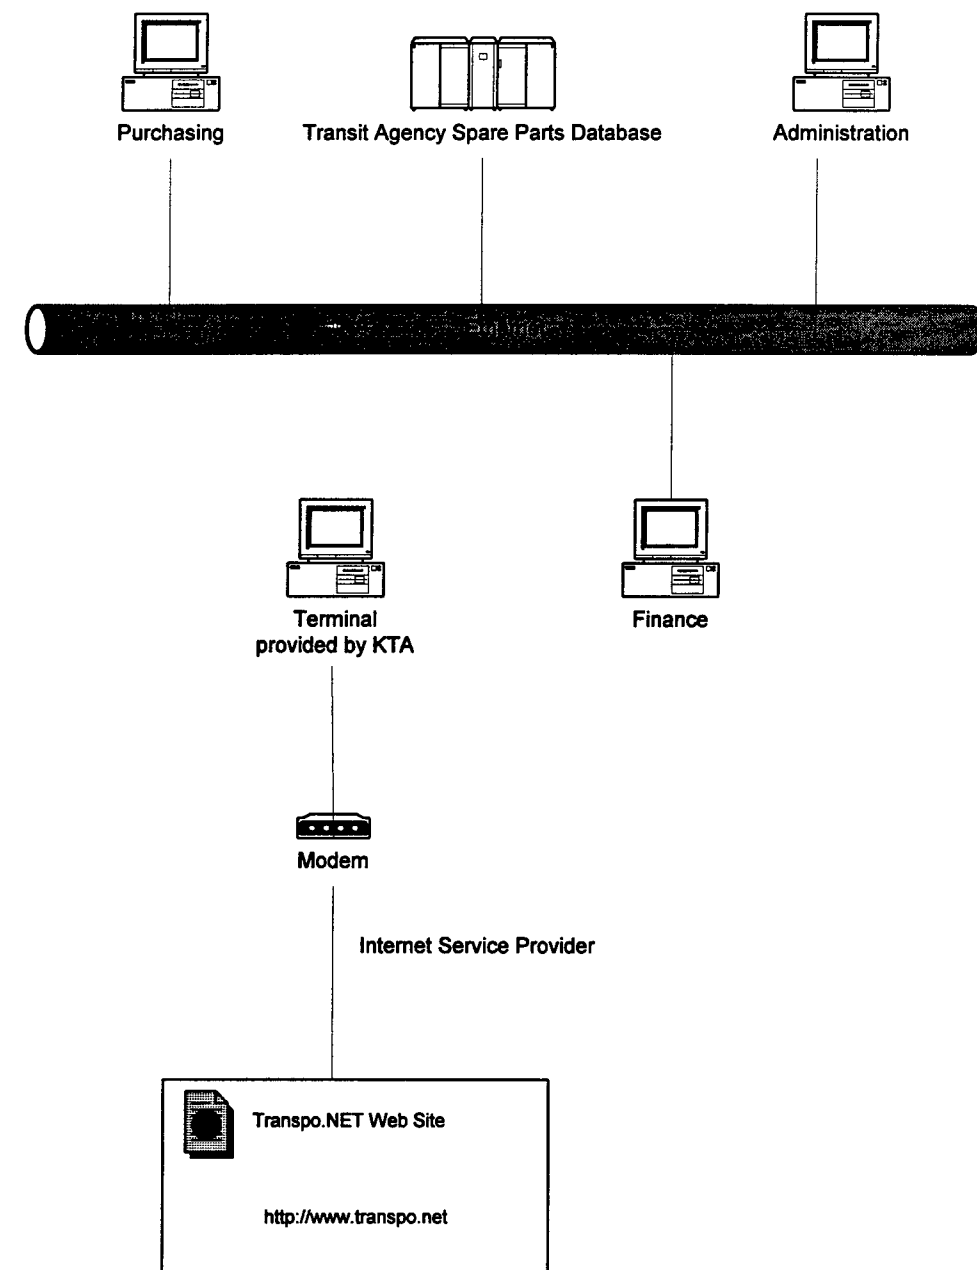 Purchasing
Transit Agency Spare Parts Database
Administration
Terminal
provided by KTA
Finance
Modem
Internet Service Provider
Transpo.NET Web Site
http://www.transpo.net